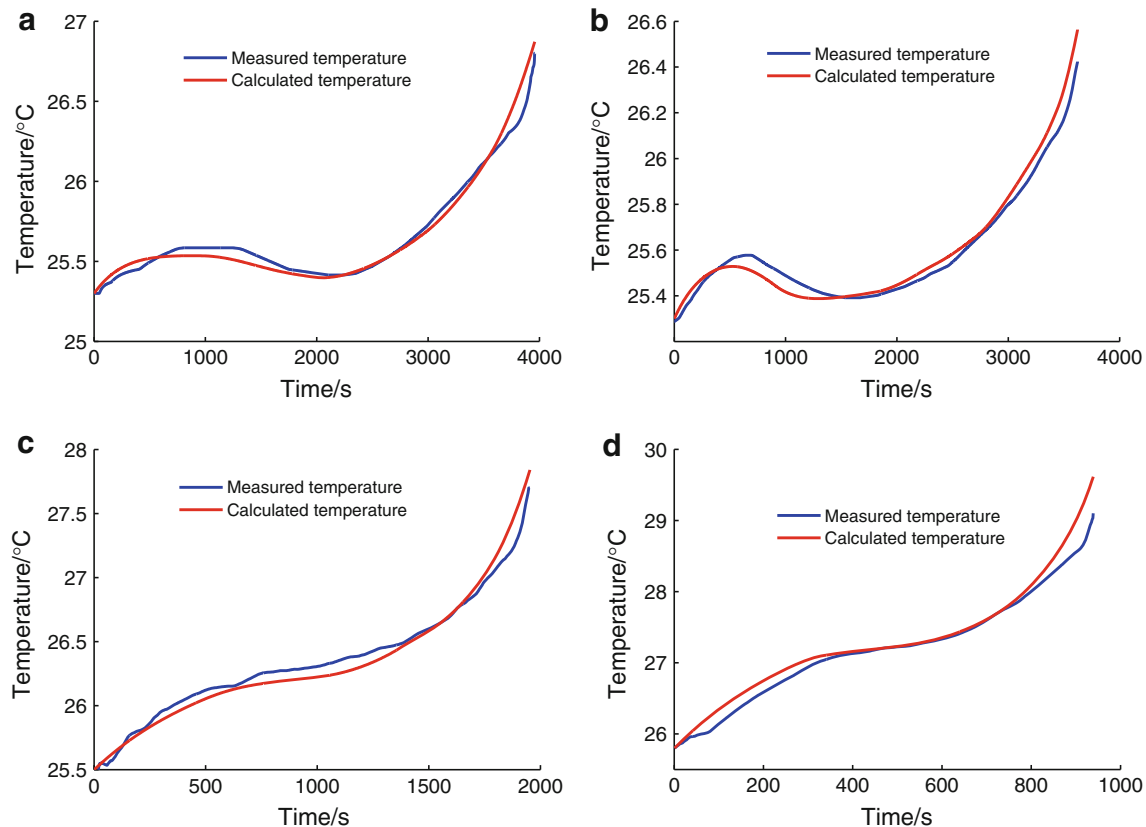 a
27
26.5
26
25.5
25
Temperature/°C
Measured temperature
Calculated temperature
0 1000 2000 3000 4000
Time/s
b
26.6
26.4
26.2
26
25.8
25.6
25.4
Temperature/°C
Measured temperature
Calculated temperature
0 1000 2000 3000 4000
Time/s
c
28
27.5
27
26.5
26
25.5
Temperature/°C
Measured temperature
Calculated temperature
0 500 1000 1500 2000
Time/s
d
30
29
28
27
26
Temperature/°C
Measured temperature
Calculated temperature
0 200 400 600 800 1000
Time/s